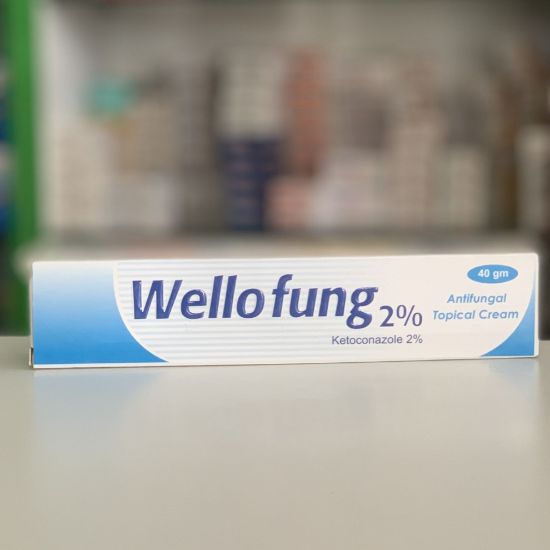 Wellofung 2%
Ketoconazole 2%
40 gm
Antifungal
Topical Cream